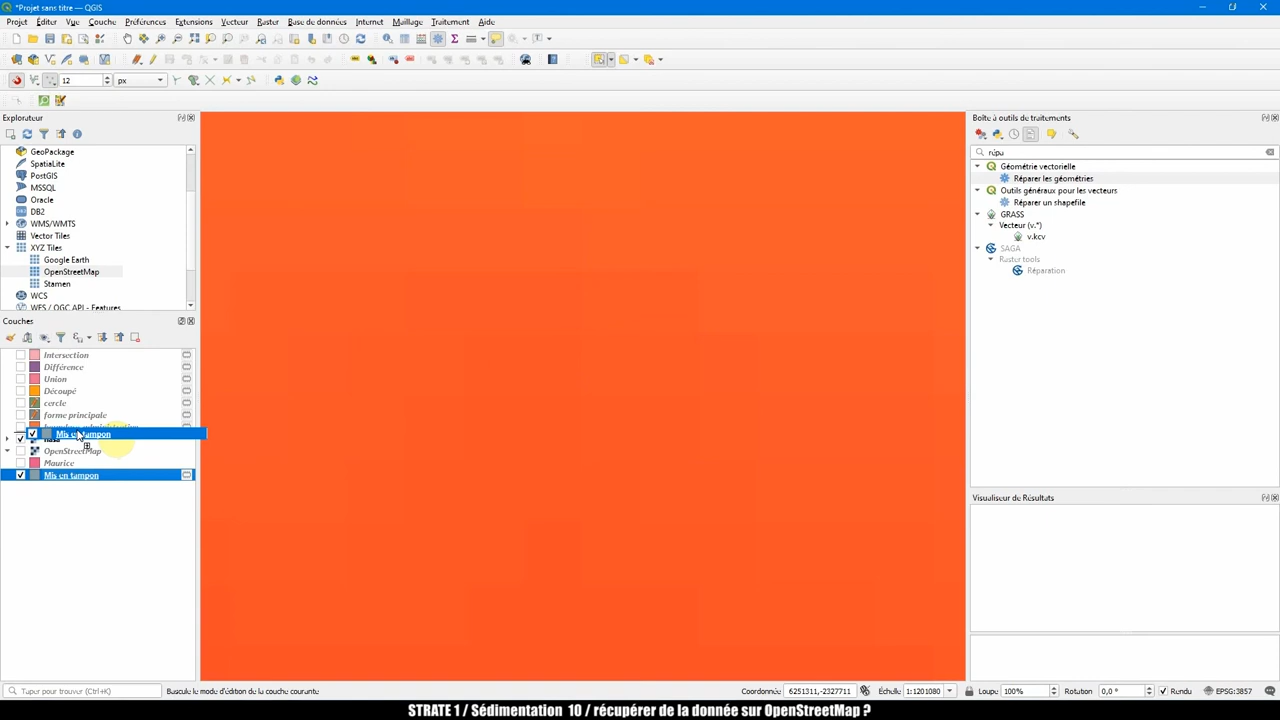 *Projet sans titre — QGIS
Projet Éditer Vue Couche Préférences Extensions Vecteur Raster Base de données Internet Maillage Traitement Aide
12 px
Explorateur
GeoPackage
SpatiaLite
PostGIS
MSSQL
Oracle
DB2
WMS/WMTS
Vector Tiles
XYZ Tiles
Google Earth
OpenStreetMap
Stamen
WCS
WFS / OGC API - Features
Couches
Intersection
Différence
Union
Découpé
cercle
forme principale
Mis en tampon
OpenStreetMap
Maurice
Mis en tampon
Boîte à outils de traitements
répa
Géométrie vectorielle
Réparer les géométries
Outils généraux pour les vecteurs
Réparer un shapefile
GRASS
Vecteur (v.*)
v.kcv
SAGA
Raster tools
Réparation
Visualiseur de Résultats
Taper pour trouver (Ctrl+K)
Bascule le mode d'édition de la couche courante
Coordonnée 6251311,-2327711
Échelle 1:1201080
Loupe 100%
Rotation 0,0 °
Rendu
EPSG:3857
STRATE 1 / Sédimentation 10 / récupérer de la donnée sur OpenStreetMap ?